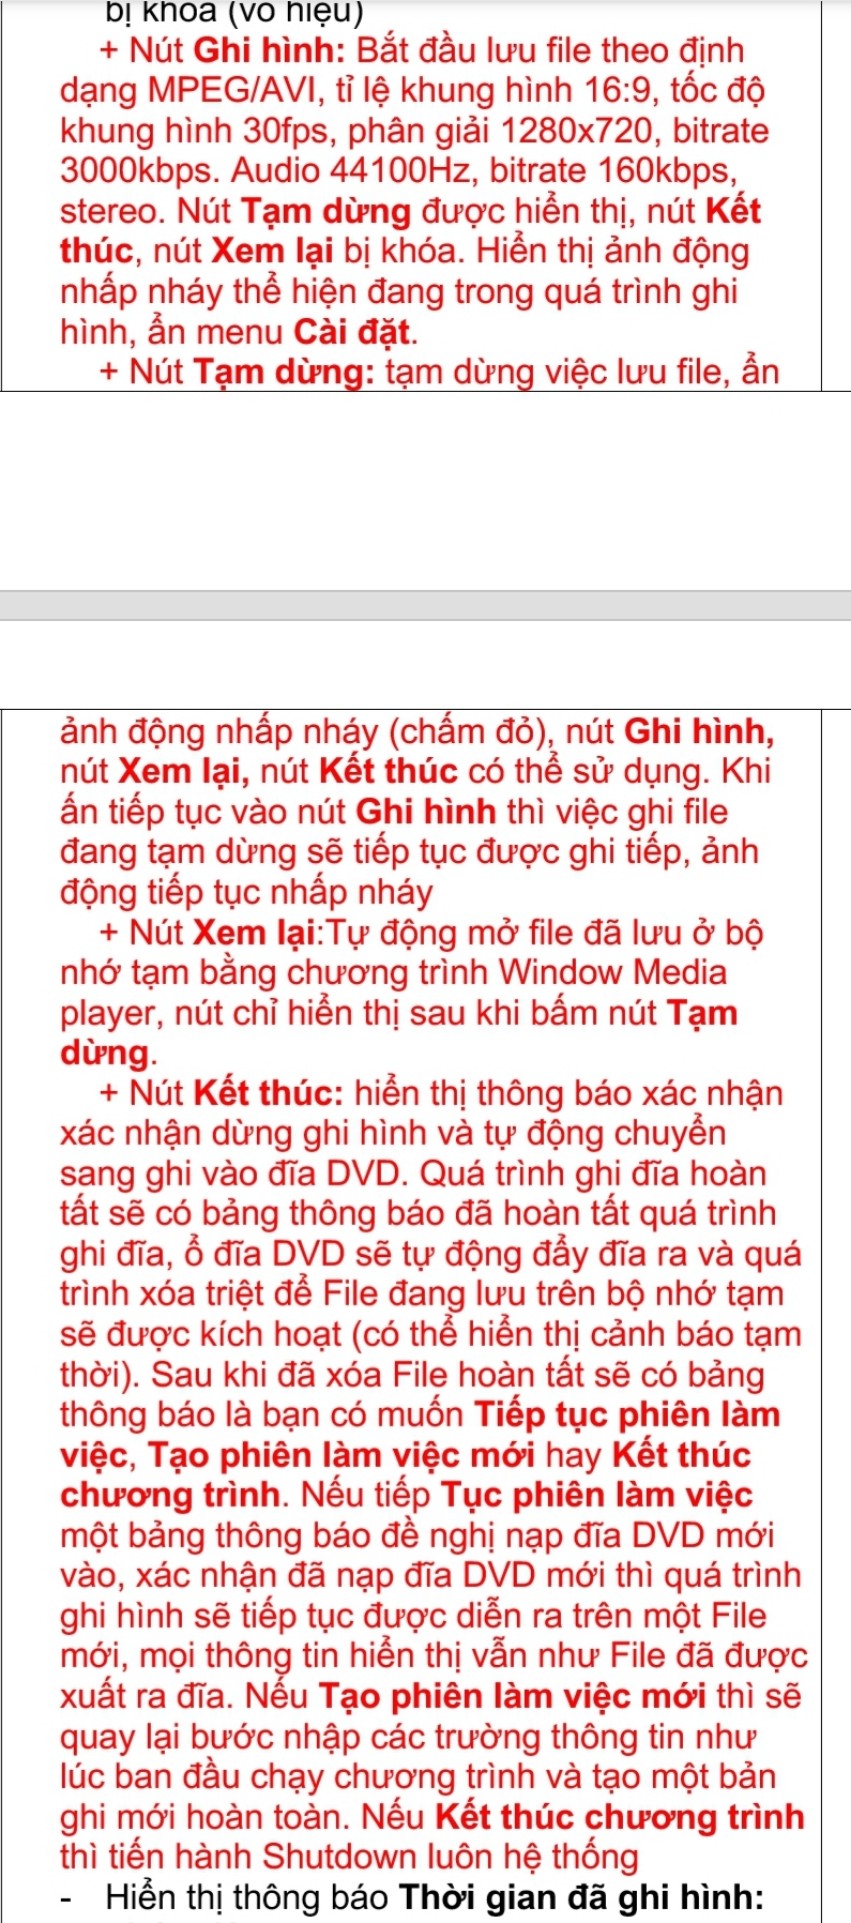 bị khóa (vô hiệu)
+ Nút Ghi hình: Bắt đầu lưu file theo định
dạng MPEG/AVI, tỉ lệ khung hình 16:9, tốc độ
khung hình 30fps, phân giải 1280x720, bitrate
3000kbps. Audio 44100Hz, bitrate 160kbps,
stereo. Nút Tạm dừng được hiển thị, nút Kết
thúc, nút Xem lại bị khóa. Hiển thị ảnh động
nhấp nháy thể hiện đang trong quá trình ghi
hình, ẩn menu Cài đặt.
+ Nút Tạm dừng: tạm dừng việc lưu file, ẩn
ảnh động nhấp nháy (chấm đỏ), nút Ghi hình,
nút Xem lại, nút Kết thúc có thể sử dụng. Khi
ấn tiếp tục vào nút Ghi hình thì việc ghi file
đang tạm dừng sẽ tiếp tục được ghi tiếp, ảnh
động tiếp tục nhấp nháy
+ Nút Xem lại:Tự động mở file đã lưu ở bộ
nhớ tạm bằng chương trình Window Media
player, nút chỉ hiển thị sau khi bấm nút Tạm
dừng.
+ Nút Kết thúc: hiển thị thông báo xác nhận
xác nhận dừng ghi hình và tự động chuyển
sang ghi vào đĩa DVD. Quá trình ghi đĩa hoàn
tất sẽ có bảng thông báo đã hoàn tất quá trình
ghi đĩa, ổ đĩa DVD sẽ tự động đẩy đĩa ra và quá
trình xóa triệt để File đang lưu trên bộ nhớ tạm
sẽ được kích hoạt (có thể hiển thị cảnh báo tạm
thời). Sau khi đã xóa File hoàn tất sẽ có bảng
thông báo là bạn có muốn Tiếp tục phiên làm
việc, Tạo phiên làm việc mới hay Kết thúc
chương trình. Nếu tiếp Tục phiên làm việc
một bảng thông báo đề nghị nạp đĩa DVD mới
vào, xác nhận đã nạp đĩa DVD mới thì quá trình
ghi hình sẽ tiếp tục được diễn ra trên một File
mới, mọi thông tin hiển thị vẫn như File đã được
xuất ra đĩa. Nếu Tạo phiên làm việc mới thì sẽ
quay lại bước nhập các trường thông tin như
lúc ban đầu chạy chương trình và tạo một bản
ghi mới hoàn toàn. Nếu Kết thúc chương trình
thì tiến hành Shutdown luôn hệ thống
- Hiển thị thông báo Thời gian đã ghi hình: